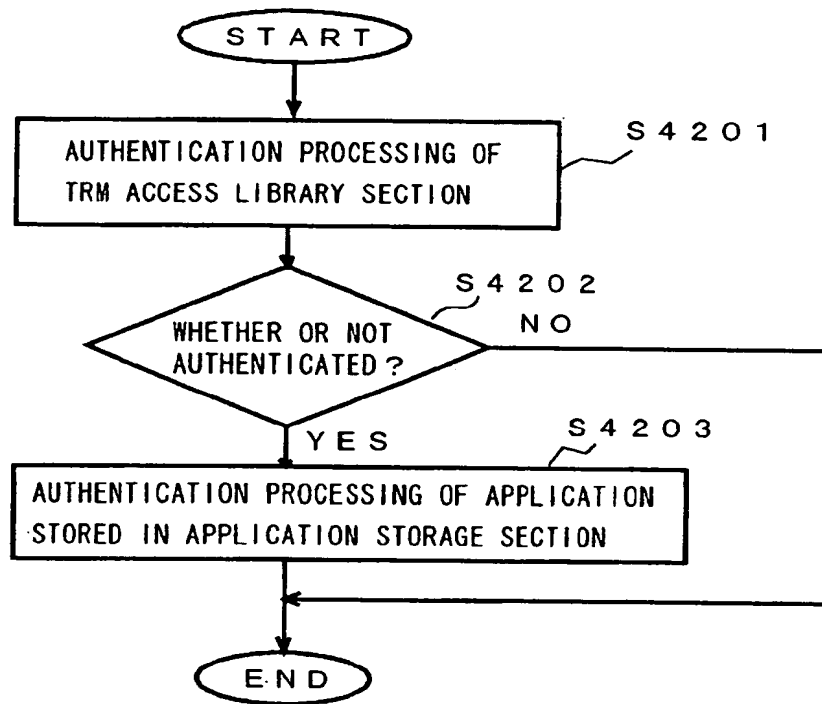 START
S4201
AUTHENTICATION PROCESSING OF
TRM ACCESS LIBRARY SECTION
S4202
NO
WHETHER OR NOT
AUTHENTICATED?
YES
S4203
AUTHENTICATION PROCESSING OF APPLICATION
STORED IN APPLICATION STORAGE SECTION
END